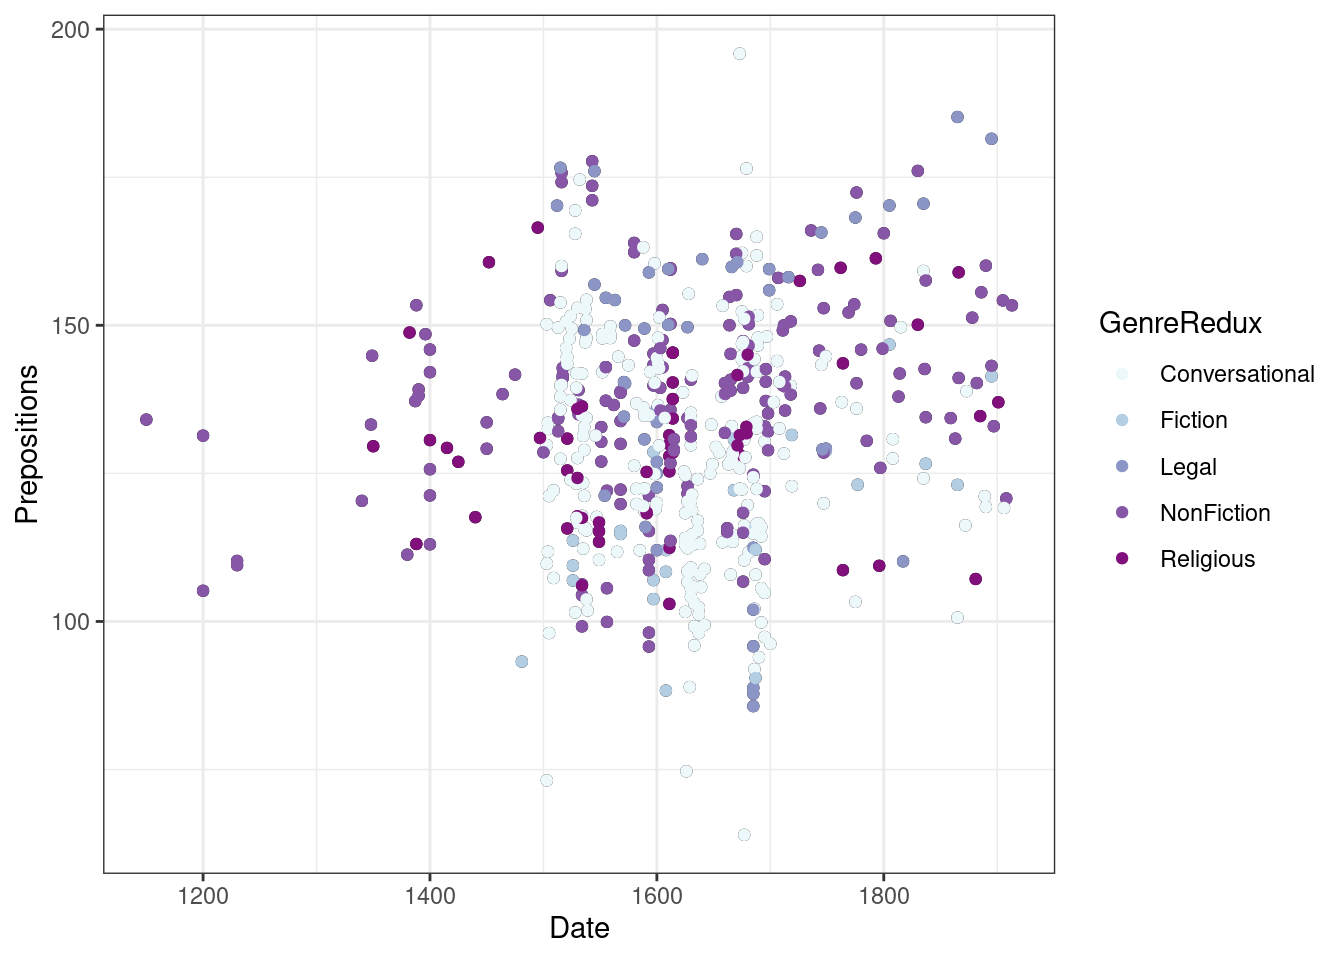 200
150
100
Prepositions
1200
1400
1600
1800
Date
GenreRedux
Conversational
Fiction
Legal
NonFiction
Religious